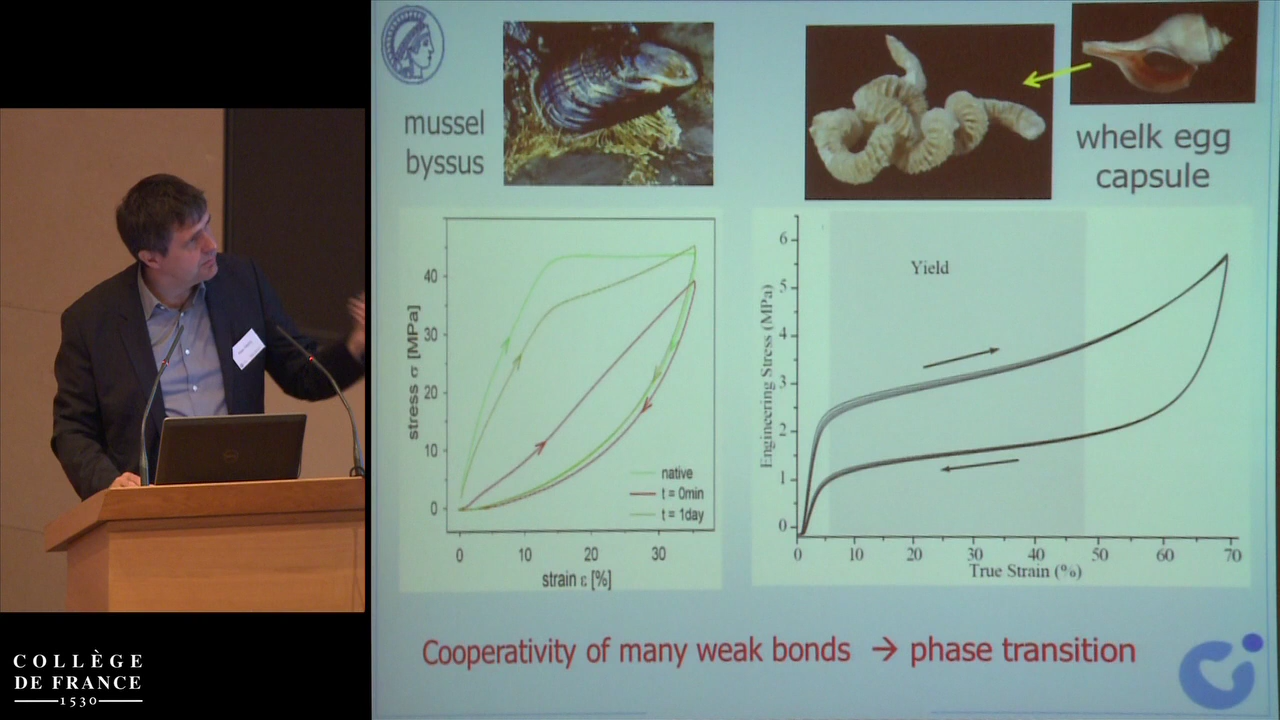 mussel
byssus
whelk egg
capsule
stress σ [MPa]
40
30
20
10
0
native
t = 0min
t = 1day
0 10 20 30
strain ε [%]
Engineering Stress (MPa)
6
5
4
3
2
1
0
Yield
0 10 20 30 40 50 60 70
True Strain (%)
Cooperativity of many weak bonds → phase transition
COLLÈGE
DE FRANCE
1530